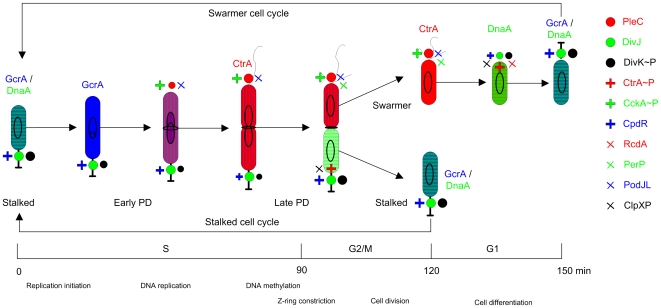 Swarmer cell cycle
GcrA /
DnaA
GcrA
CtrA
CtrA
DnaA
GcrA /
DnaA
Swarmer
GcrA /
DnaA
Stalked
Early PD
Late PD
Stalked
Stalked cell cycle
S
G2/M
G1
0
90
120
150 min
Replication initiation
DNA replication
DNA methylation
Z-ring constriction
Cell division
Cell differentiation
PleC
DivJ
DivK~P
CtrA~P
CckA~P
CpdR
RcdA
PerP
PodJL
ClpXP